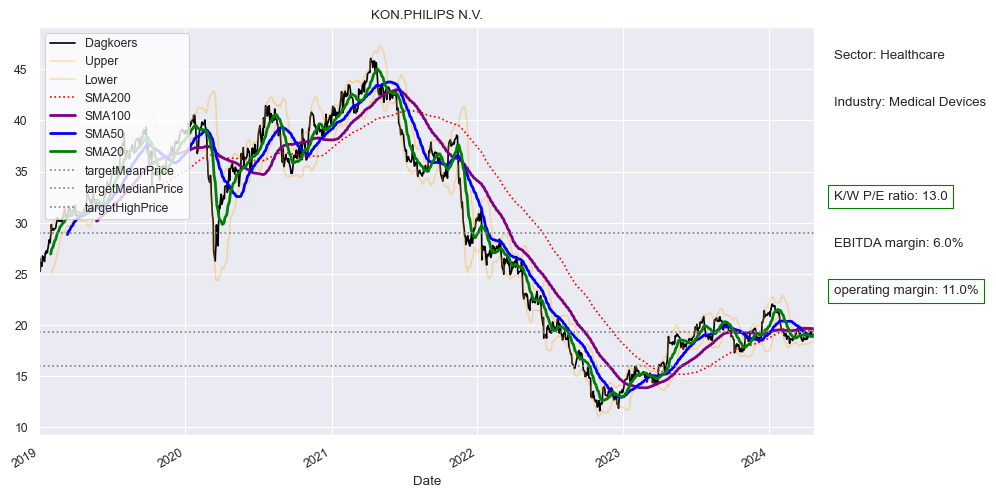 KON.PHILIPS N.V.
Dagkoers
Upper
Lower
SMA200
SMA100
SMA50
SMA20
targetMeanPrice
targetMedianPrice
targetHighPrice
45
40
35
30
25
20
15
10
2019
2020
2021
2022
2023
2024
Date
Sector: Healthcare
Industry: Medical Devices
K/W P/E ratio: 13.0
EBITDA margin: 6.0%
operating margin: 11.0%